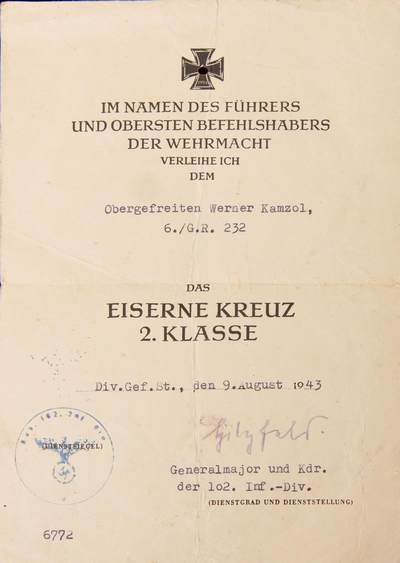 IM NAMEN DES FÜHRERS
UND OBERSTEN BEFEHLSHABERS
DER WEHRMACHT
VERLEIHE ICH
DEM
Obergefreiten Werner Kamzol,
6./G.R. 232
DAS
EISERNE KREUZ
2. KLASSE
Div.Gef.St., den 9.August 1943
(DIENSTSIEGEL)
Generalmajor und Kdr.
der 102. Inf.-Div.
(DIENSTGRAD UND DIENSTSTELLUNG)
6772